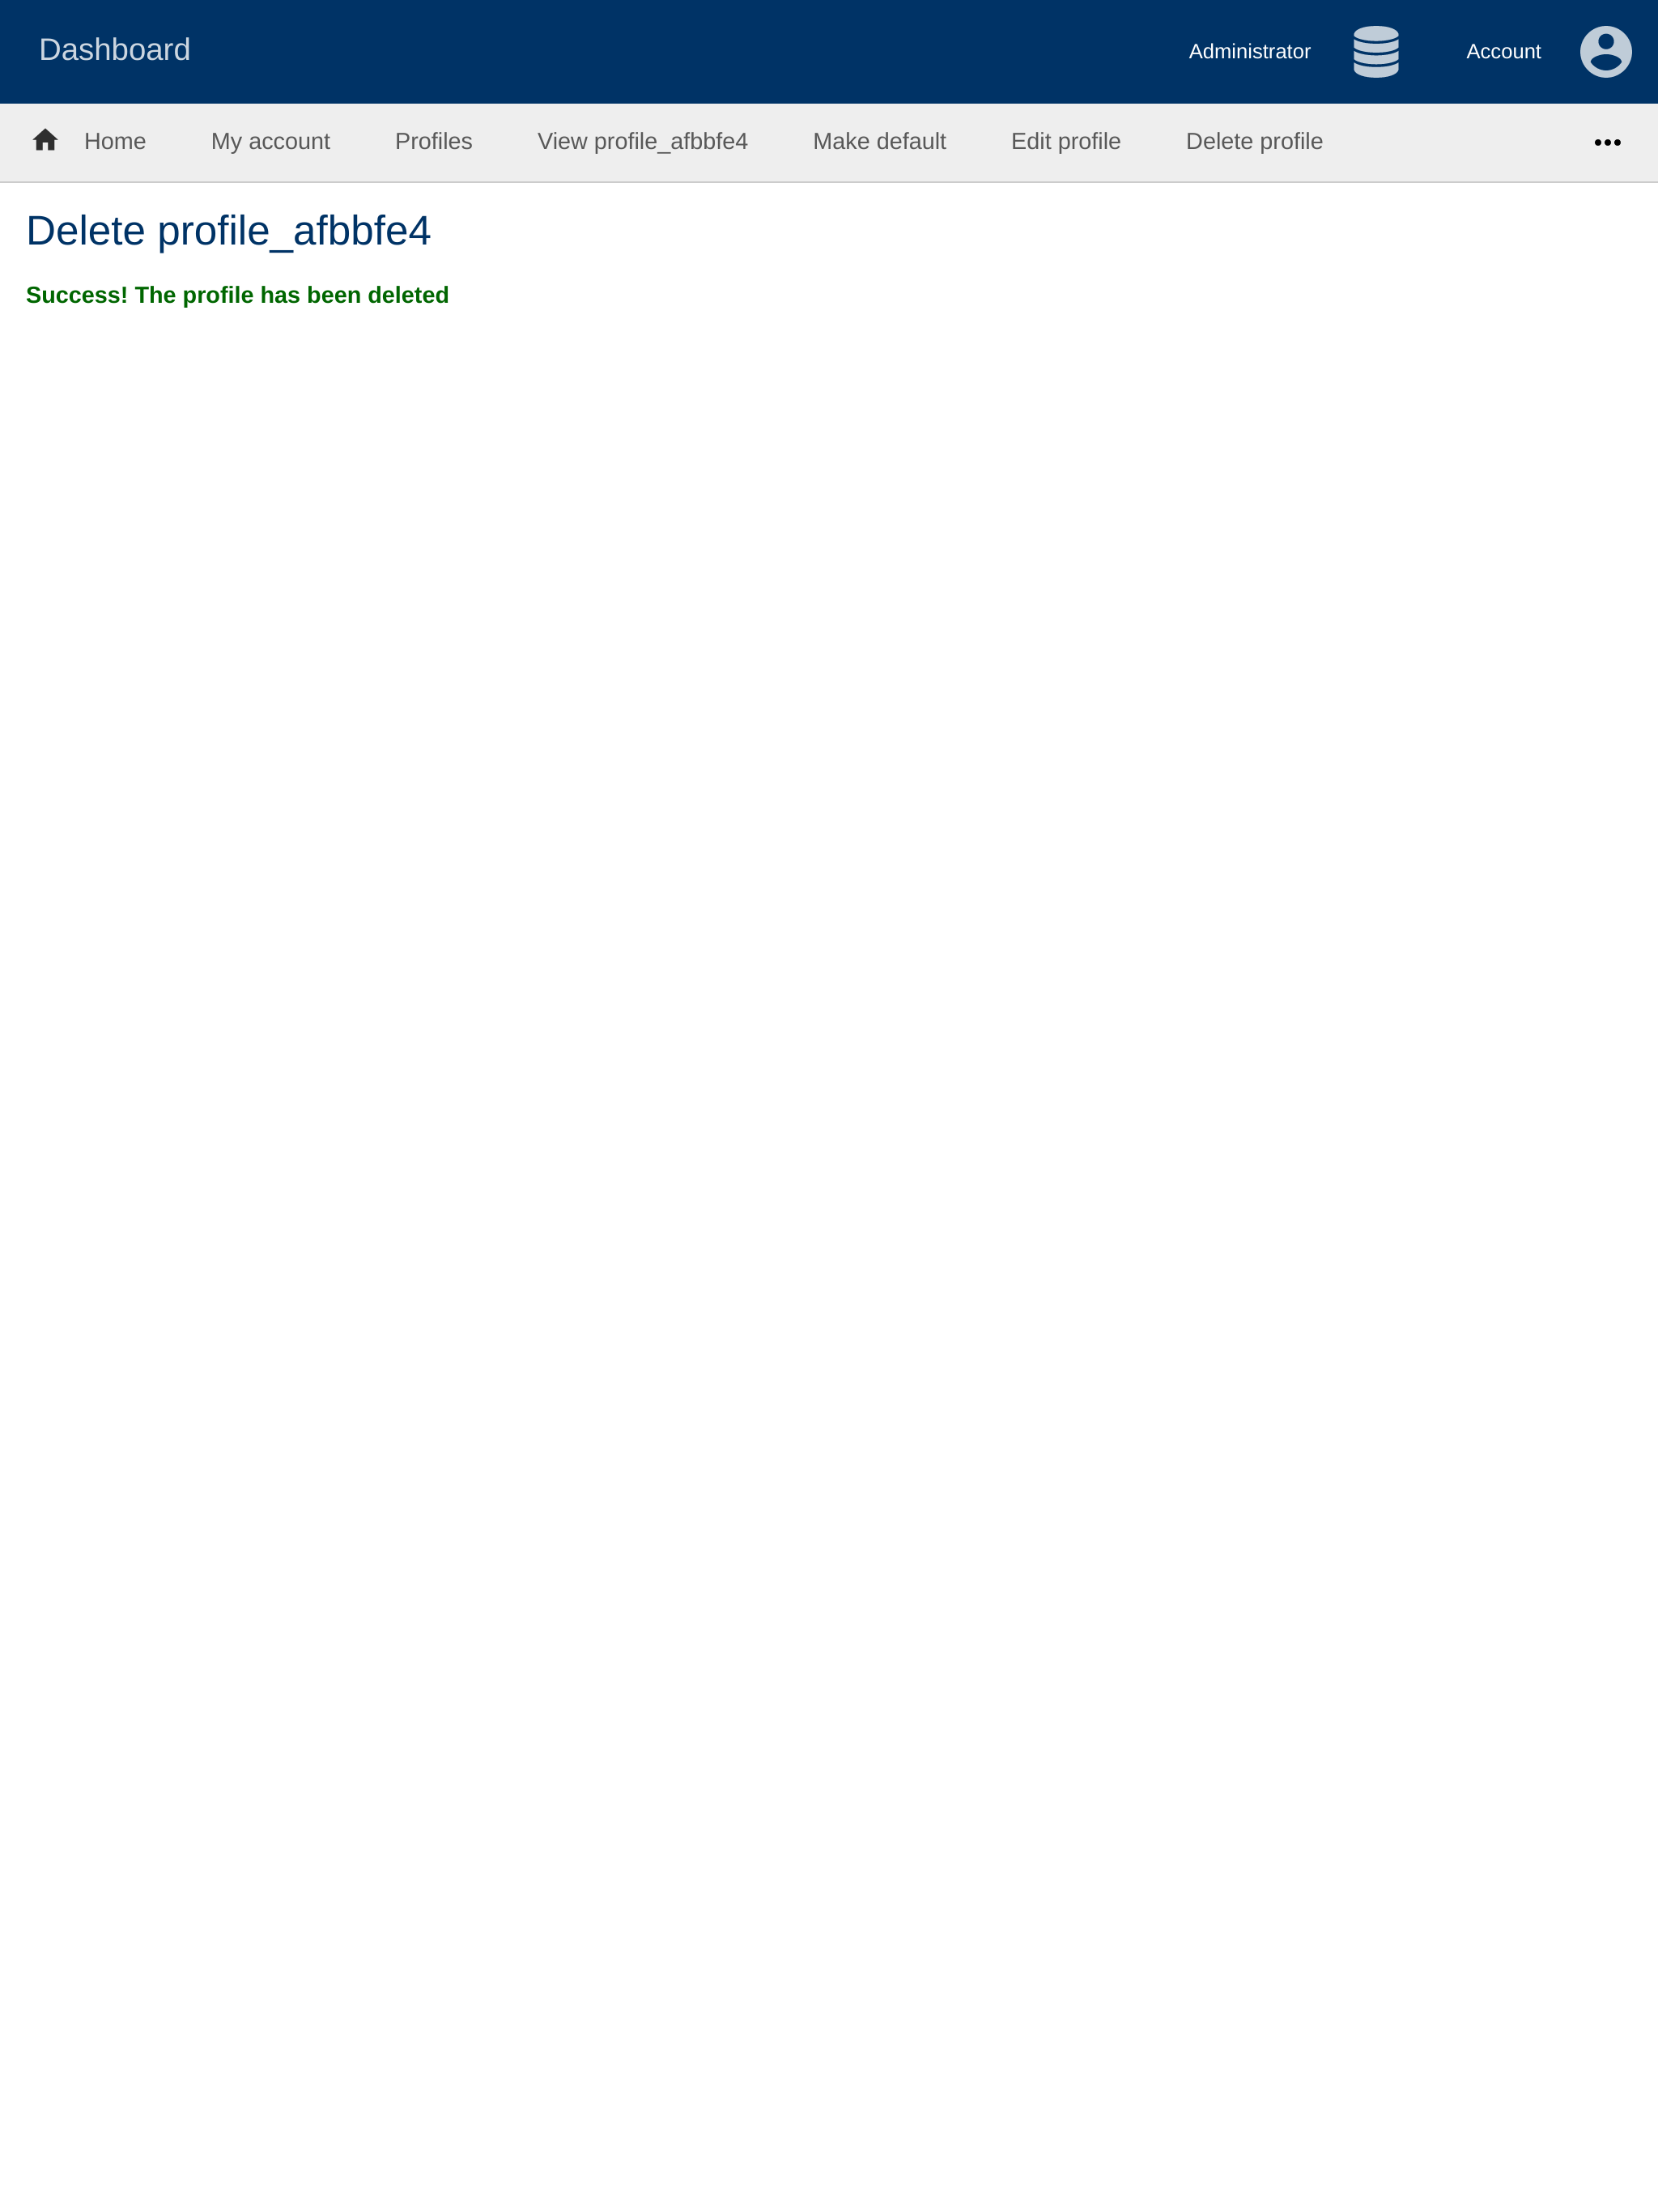 Dashboard
Administrator
Account
Home
My account
Profiles
View profile_afbbfe4
Make default
Edit profile
Delete profile
Delete profile_afbbfe4
Success! The profile has been deleted